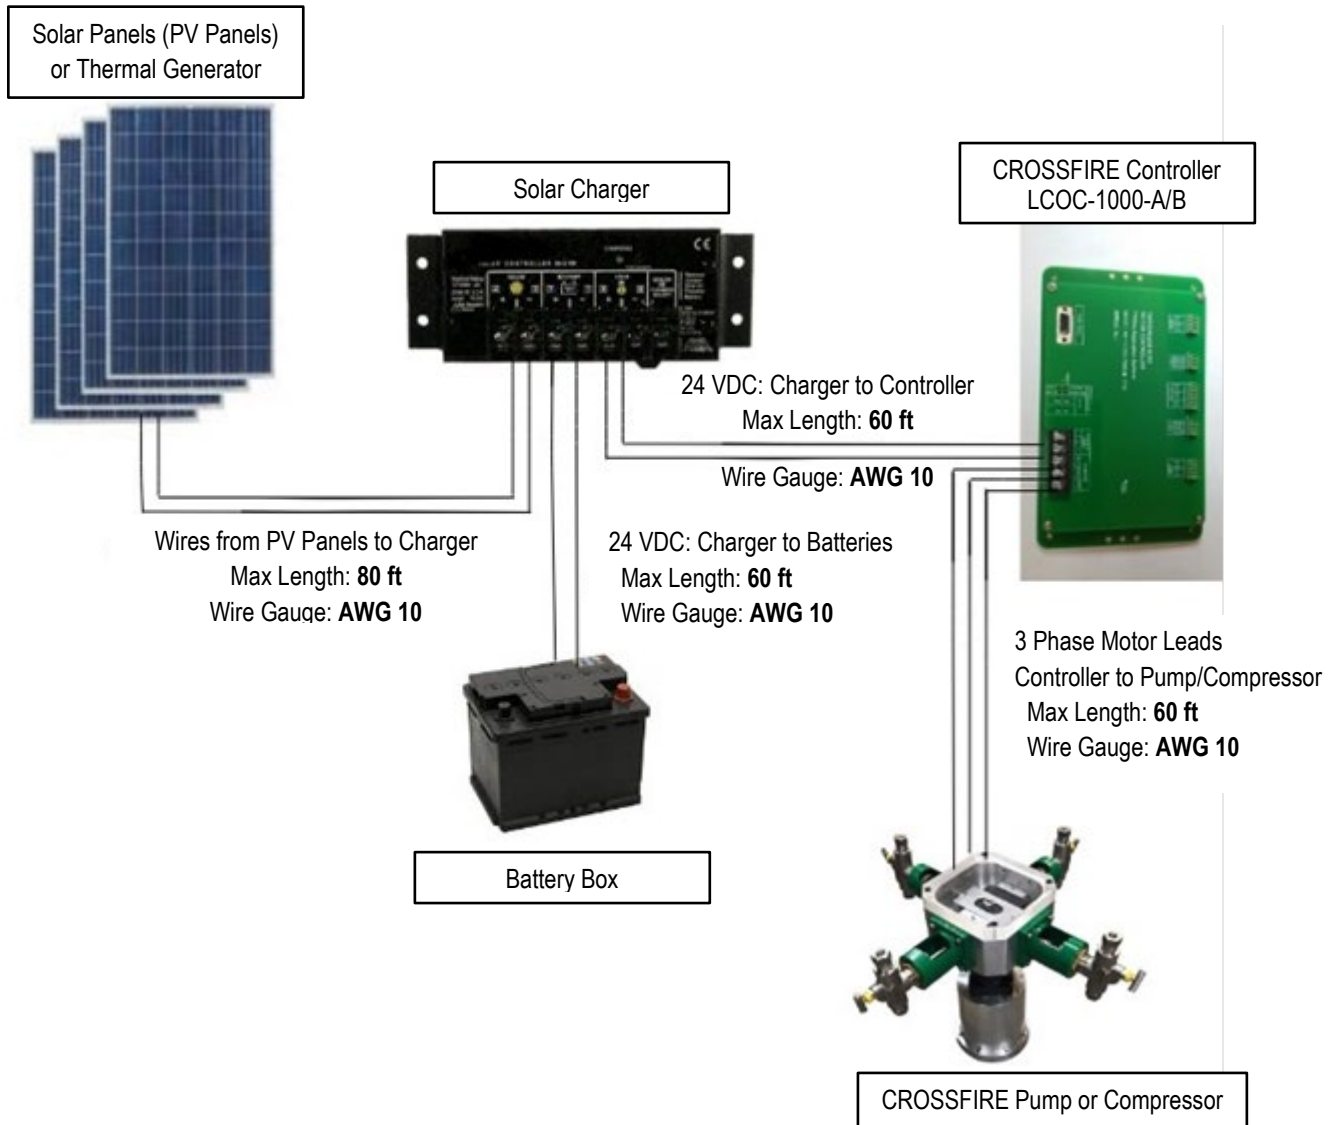 Solar Panels (PV Panels)
or Thermal Generator
Solar Charger
CROSSFIRE Controller
LCOC-1000-A/B
24 VDC: Charger to Controller
Max Length: 60 ft
Wire Gauge: AWG 10
Wires from PV Panels to Charger
Max Length: 80 ft
Wire Gauge: AWG 10
24 VDC: Charger to Batteries
Max Length: 60 ft
Wire Gauge: AWG 10
3 Phase Motor Leads
Controller to Pump/Compressor
Max Length: 60 ft
Wire Gauge: AWG 10
Battery Box
CROSSFIRE Pump or Compressor
CE